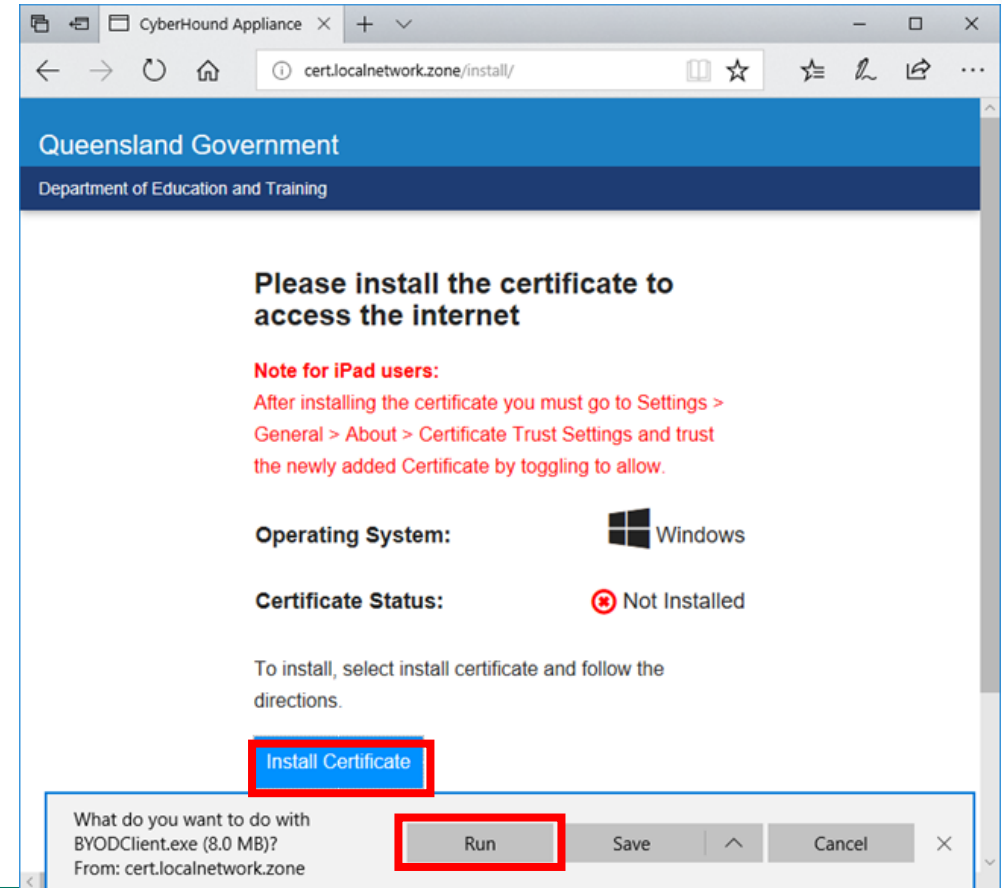 CyberHound Appliance
cert.localnetwork.zone/install/
Queensland Government
Department of Education and Training
Please install the certificate to
access the internet
Note for iPad users:
After installing the certificate you must go to Settings >
General > About > Certificate Trust Settings and trust
the newly added Certificate by toggling to allow.
Operating System: Windows
Certificate Status: Not Installed
To install, select install certificate and follow the
directions.
Install Certificate
What do you want to do with
BYODClient.exe (8.0 MB)?
From: cert.localnetwork.zone
Run Save Cancel